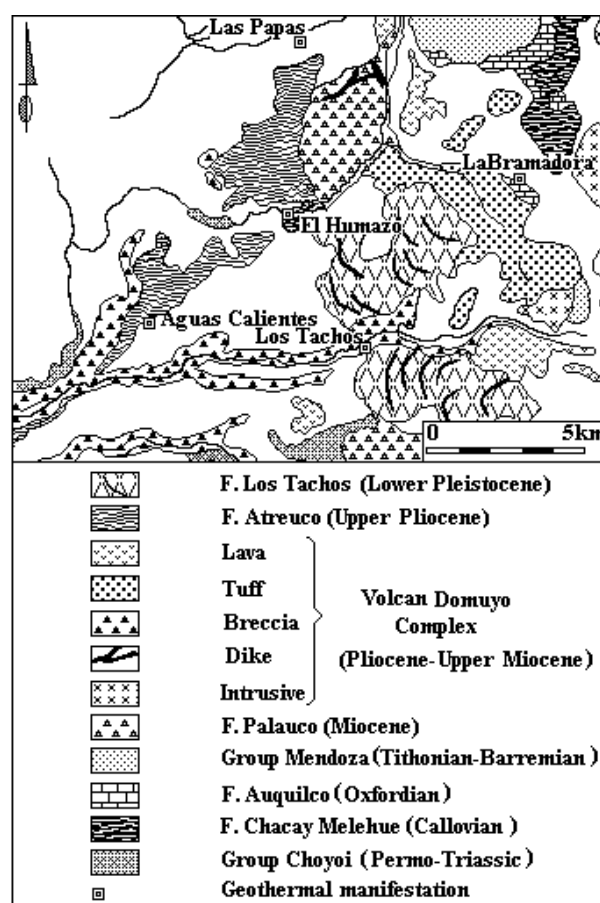 Las Papas
LaBramadora
El Humazo
Aguas Calientes
Los Tachos
0 5km
F. Los Tachos (Lower Pleistocene)
F. Atreuco (Upper Pliocene)
Lava
Tuff
Breccia
Dike
Intrusive
Volcan Domuyo
Complex
(Pliocene-Upper Miocene)
F. Palauco (Miocene)
Group Mendoza (Tithonian-Barremian)
F. Auquilco (Oxfordian)
F. Chacay Melehue (Callovian)
Group Choyoi (Permo-Triassic)
Geothermal manifestation